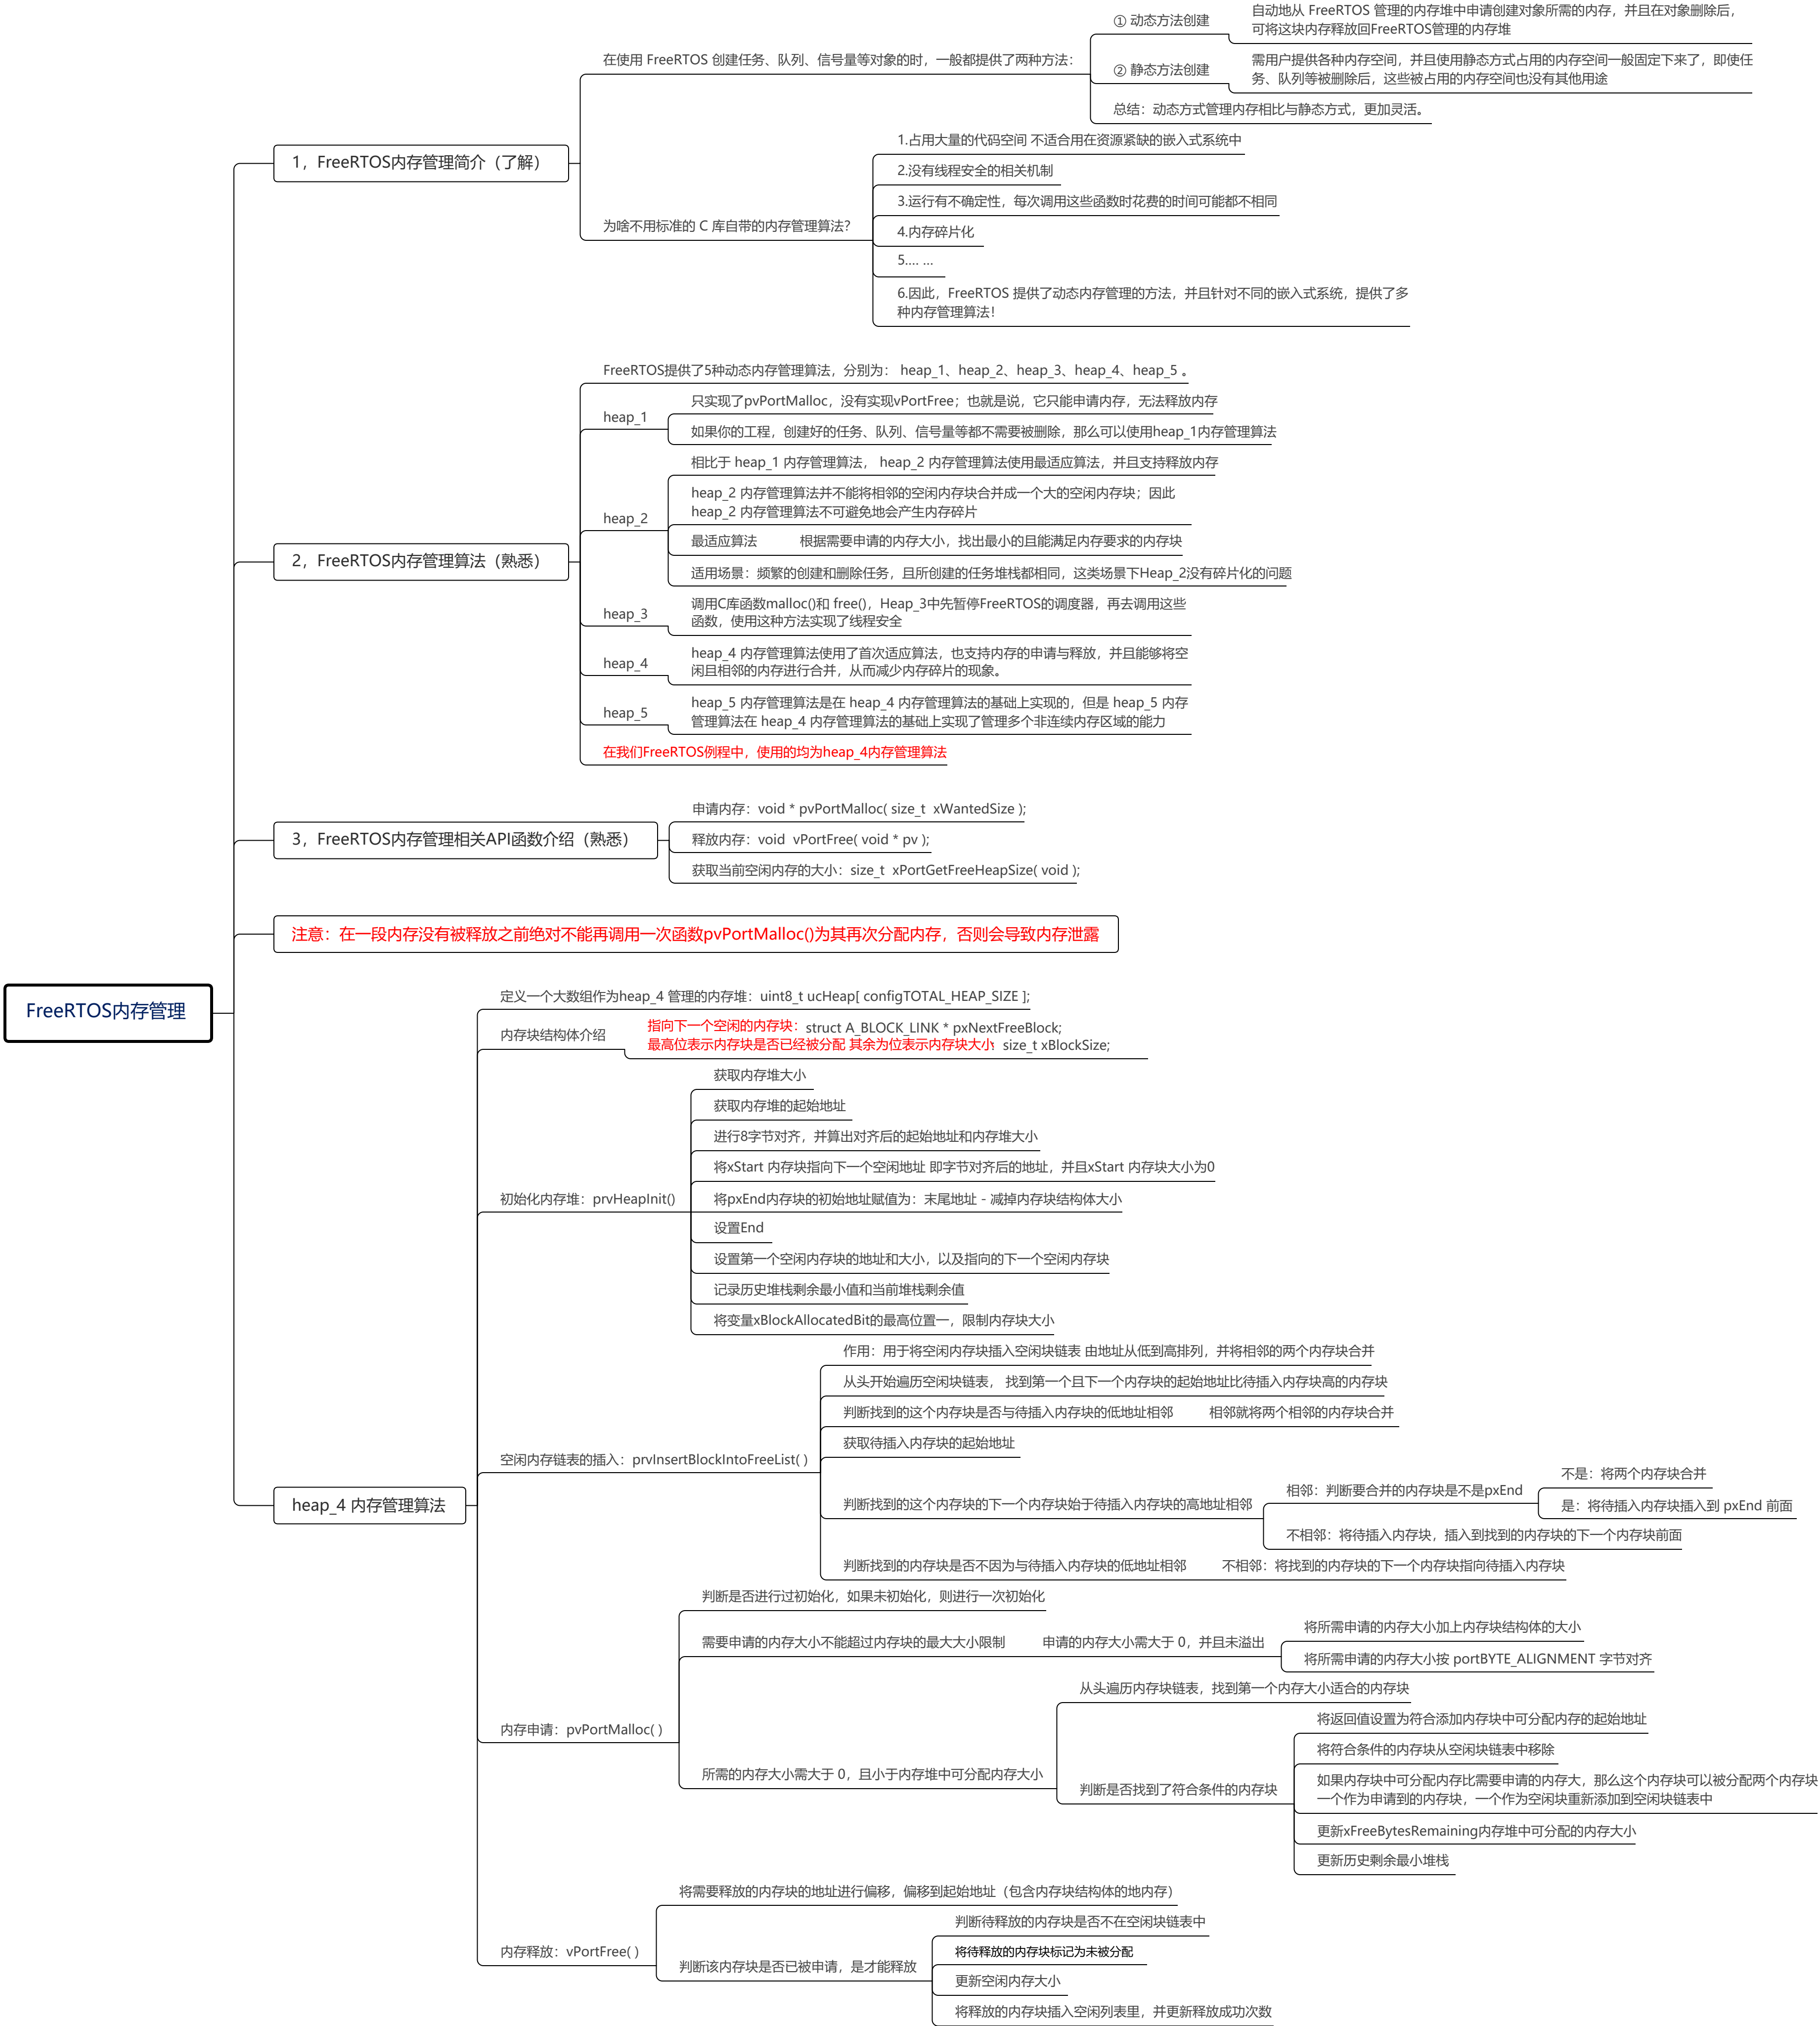 FreeRTOS内存管理
1，FreeRTOS内存管理简介（了解）
在使用 FreeRTOS 创建任务、队列、信号量等对象的时，一般都提供了两种方法：
① 动态方法创建
自动地从 FreeRTOS 管理的内存堆中申请创建对象所需的内存，并且在对象删除后，
可将这块内存释放回FreeRTOS管理的内存堆
② 静态方法创建
需用户提供各种内存空间，并且使用静态方式占用的内存空间一般固定下来了，即使任
务、队列等被删除后，这些被占用的内存空间也没有其他用途
总结：动态方式管理内存相比与静态方式，更加灵活。
为啥不用标准的 C 库自带的内存管理算法？
1.占用大量的代码空间 不适合用在资源紧缺的嵌入式系统中
2.没有线程安全的相关机制
3.运行有不确定性，每次调用这些函数时花费的时间可能都不相同
4.内存碎片化
5.... ...
6.因此，FreeRTOS 提供了动态内存管理的方法，并且针对不同的嵌入式系统，提供了多
种内存管理算法！
2，FreeRTOS内存管理算法（熟悉）
FreeRTOS提供了5种动态内存管理算法，分别为： heap_1、heap_2、heap_3、heap_4、heap_5 。
heap_1
只实现了pvPortMalloc，没有实现vPortFree；也就是说，它只能申请内存，无法释放内存
如果你的工程，创建好的任务、队列、信号量等都不需要被删除，那么可以使用heap_1内存管理算法
heap_2
相比于 heap_1 内存管理算法， heap_2 内存管理算法使用最适应算法，并且支持释放内存
heap_2 内存管理算法并不能将相邻的空闲内存块合并成一个大的空闲内存块；因此
heap_2 内存管理算法不可避免地会产生内存碎片
最适应算法 根据需要申请的内存大小，找出最小的且能满足内存要求的内存块
适用场景：频繁的创建和删除任务，且所创建的任务堆栈都相同，这类场景下Heap_2没有碎片化的问题
heap_3
调用C库函数malloc()和 free()，Heap_3中先暂停FreeRTOS的调度器，再去调用这些
函数，使用这种方法实现了线程安全
heap_4
heap_4 内存管理算法使用了首次适应算法，也支持内存的申请与释放，并且能够将空
闲且相邻的内存进行合并，从而减少内存碎片的现象。
heap_5
heap_5 内存管理算法是在 heap_4 内存管理算法的基础上实现的，但是 heap_5 内存
管理算法在 heap_4 内存管理算法的基础上实现了管理多个非连续内存区域的能力
在我们FreeRTOS例程中，使用的均为heap_4内存管理算法
3，FreeRTOS内存管理相关API函数介绍（熟悉）
申请内存：void * pvPortMalloc( size_t  xWantedSize );
释放内存：void  vPortFree( void * pv );
获取当前空闲内存的大小：size_t  xPortGetFreeHeapSize( void );
注意：在一段内存没有被释放之前绝对不能再调用一次函数pvPortMalloc()为其再次分配内存，否则会导致内存泄露
heap_4 内存管理算法
定义一个大数组作为heap_4 管理的内存堆：uint8_t ucHeap[ configTOTAL_HEAP_SIZE ];
内存块结构体介绍
指向下一个空闲的内存块：struct A_BLOCK_LINK * pxNextFreeBlock;
最高位表示内存块是否已经被分配 其余为位表示内存块大小: size_t xBlockSize;
初始化内存堆：prvHeapInit()
获取内存堆大小
获取内存堆的起始地址
进行8字节对齐，并算出对齐后的起始地址和内存堆大小
将xStart 内存块指向下一个空闲地址 即字节对齐后的地址，并且xStart 内存块大小为0
将pxEnd内存块的初始地址赋值为：末尾地址 - 减掉内存块结构体大小
设置End
设置第一个空闲内存块的地址和大小，以及指向的下一个空闲内存块
记录历史堆栈剩余最小值和当前堆栈剩余值
将变量xBlockAllocatedBit的最高位置一，限制内存块大小
空闲内存链表的插入：prvInsertBlockIntoFreeList( )
作用：用于将空闲内存块插入空闲块链表 由地址从低到高排列，并将相邻的两个内存块合并
从头开始遍历空闲块链表， 找到第一个且下一个内存块的起始地址比待插入内存块高的内存块
判断找到的这个内存块是否与待插入内存块的低地址相邻 相邻就将两个相邻的内存块合并
获取待插入内存块的起始地址
判断找到的这个内存块的下一个内存块始于待插入内存块的高地址相邻
相邻：判断要合并的内存块是不是pxEnd
不是：将两个内存块合并
是：将待插入内存块插入到 pxEnd 前面
不相邻：将待插入内存块，插入到找到的内存块的下一个内存块前面
判断找到的内存块是否不因为与待插入内存块的低地址相邻 不相邻：将找到的内存块的下一个内存块指向待插入内存块
内存申请：pvPortMalloc( )
判断是否进行过初始化，如果未初始化，则进行一次初始化
需要申请的内存大小不能超过内存块的最大大小限制 申请的内存大小需大于 0，并且未溢出
将所需申请的内存大小加上内存块结构体的大小
将所需申请的内存大小按 portBYTE_ALIGNMENT 字节对齐
所需的内存大小需大于 0，且小于内存堆中可分配内存大小
从头遍历内存块链表，找到第一个内存大小适合的内存块
判断是否找到了符合条件的内存块
将返回值设置为符合添加内存块中可分配内存的起始地址
将符合条件的内存块从空闲块链表中移除
如果内存块中可分配内存比需要申请的内存大，那么这个内存块可以被分配两个内存块
一个作为申请到的内存块，一个作为空闲块重新添加到空闲块链表中
更新xFreeBytesRemaining内存堆中可分配的内存大小
更新历史剩余最小堆栈
内存释放：vPortFree( )
将需要释放的内存块的地址进行偏移，偏移到起始地址（包含内存块结构体的地内存）
判断该内存块是否已被申请，是才能释放
判断待释放的内存块是否不在空闲块链表中
将待释放的内存块标记为未被分配
更新空闲内存大小
将释放的内存块插入空闲列表里，并更新释放成功次数